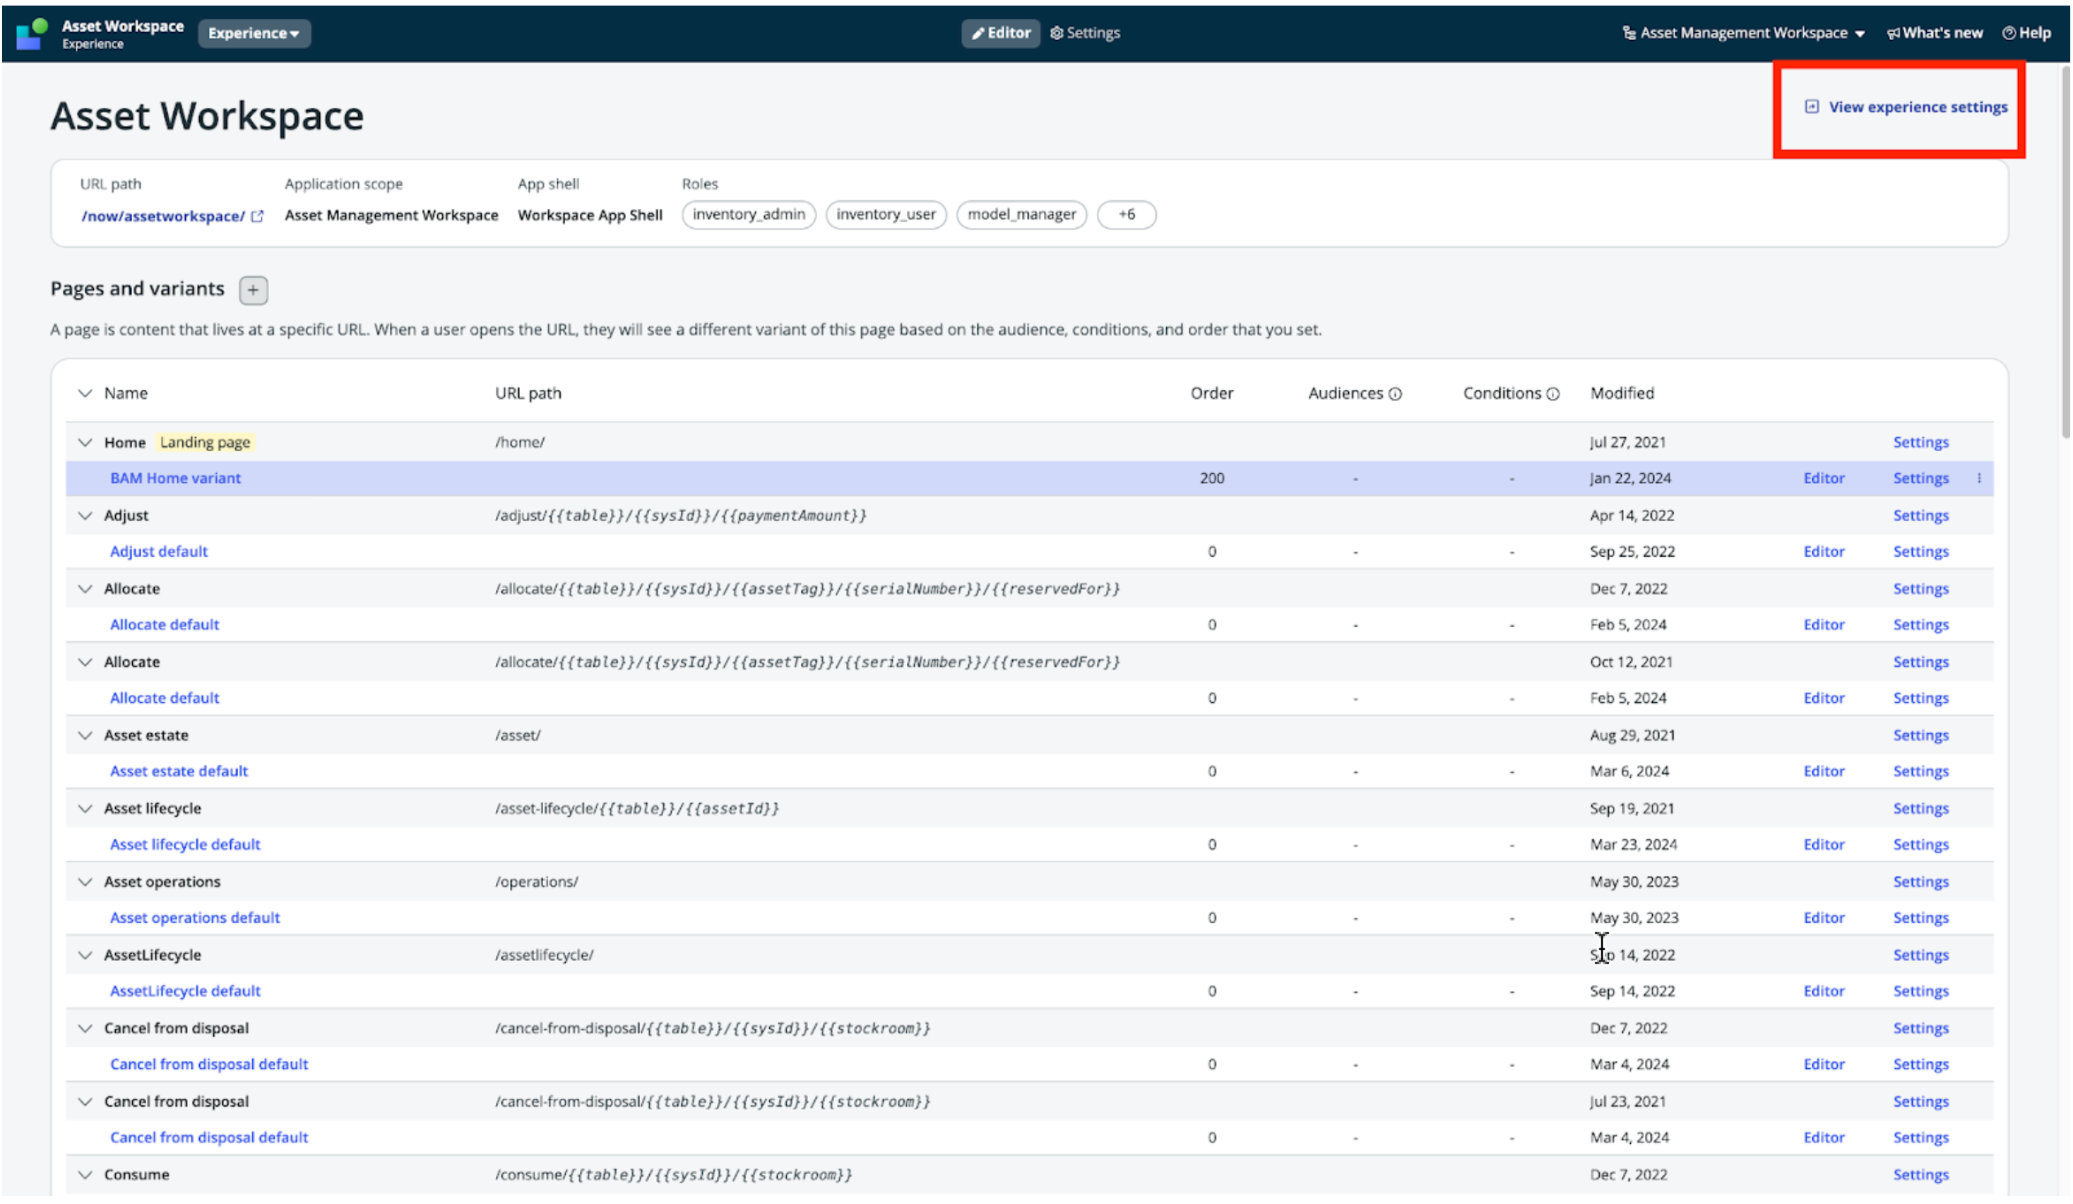 Asset Workspace
Experience
Experience
Editor
Settings
Asset Management Workspace
What's new
Help
Asset Workspace
View experience settings
URL path Application scope App shell Roles
/now/assetworkspace/ Asset Management Workspace Workspace App Shell inventory_admin inventory_user model_manager +6
Pages and variants +
A page is content that lives at a specific URL. When a user opens the URL, they will see a different variant of this page based on the audience, conditions, and order that you set.
Name URL path Order Audiences Conditions Modified
Home Landing page /home/ Jul 27, 2021 Settings
BAM Home variant 200 - - Jan 22, 2024 Editor Settings
Adjust /adjust/{{table}}/{{sysId}}/{{paymentAmount}} Apr 14, 2022 Settings
Adjust default 0 - - Sep 25, 2022 Editor Settings
Allocate /allocate/{{table}}/{{sysId}}/{{assetTag}}/{{serialNumber}}/{{reservedFor}} Dec 7, 2022 Settings
Allocate default 0 - - Feb 5, 2024 Editor Settings
Allocate /allocate/{{table}}/{{sysId}}/{{assetTag}}/{{serialNumber}}/{{reservedFor}} Oct 12, 2021 Settings
Allocate default 0 - - Feb 5, 2024 Editor Settings
Asset estate /asset/ Aug 29, 2021 Settings
Asset estate default 0 - - Mar 6, 2024 Editor Settings
Asset lifecycle /asset-lifecycle/{{table}}/{{assetId}} Sep 19, 2021 Settings
Asset lifecycle default 0 - - Mar 23, 2024 Editor Settings
Asset operations /operations/ May 30, 2023 Settings
Asset operations default 0 - - May 30, 2023 Editor Settings
AssetLifecycle /assetlifecycle/ Sep 14, 2022 Settings
AssetLifecycle default 0 - - Sep 14, 2022 Editor Settings
Cancel from disposal /cancel-from-disposal/{{table}}/{{sysId}}/{{stockroom}} Dec 7, 2022 Settings
Cancel from disposal default 0 - - Mar 4, 2024 Editor Settings
Cancel from disposal /cancel-from-disposal/{{table}}/{{sysId}}/{{stockroom}} Jul 23, 2021 Settings
Cancel from disposal default 0 - - Mar 4, 2024 Editor Settings
Consume /consume/{{table}}/{{sysId}}/{{stockroom}} Dec 7, 2022 Settings